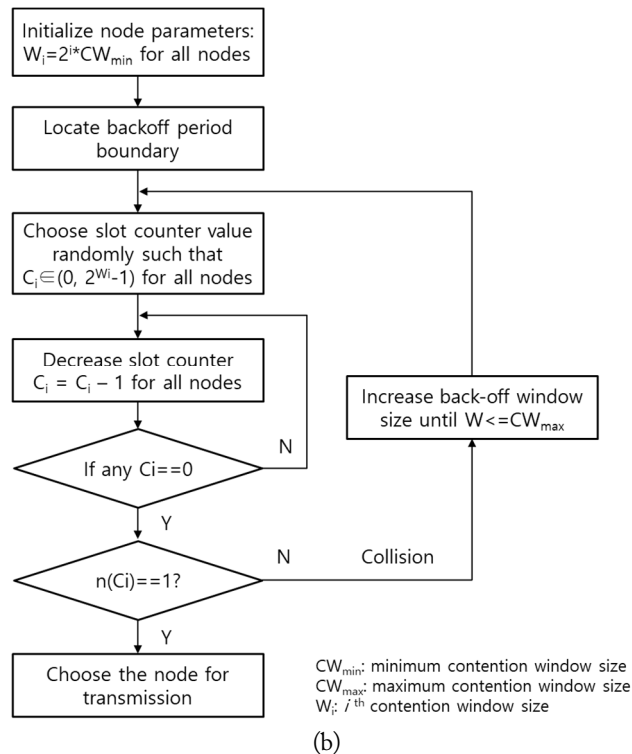 Initialize node parameters:
Wᵢ=2ⁱ*CWₘᵢₙ for all nodes
Locate backoff period
boundary
Choose slot counter value
randomly such that
Cᵢ∈(0, 2ᵂⁱ-1) for all nodes
Decrease slot counter
Cᵢ = Cᵢ – 1 for all nodes
Increase back-off window
size until W<=CWₘₐₓ
If any Ci==0
N
Y
n(Ci)==1?
N
Collision
Y
Choose the node for
transmission
CWₘᵢₙ: minimum contention window size
CWₘₐₓ: maximum contention window size
Wᵢ: i ᵗʰ contention window size
(b)